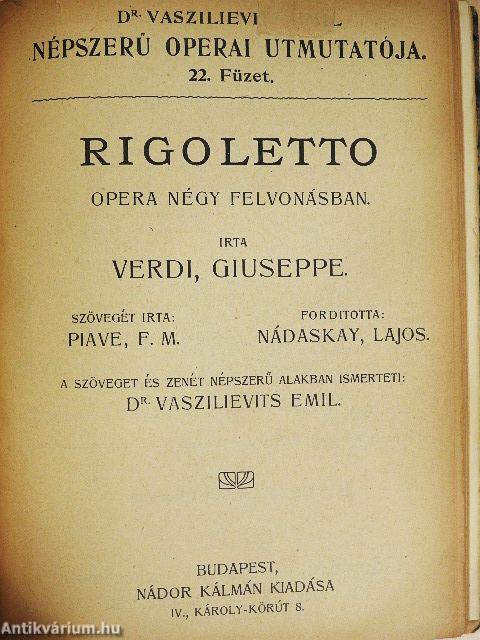 DR. VASZILIEVI L
NÉPSZERŰ OPERAI UTMUTATÓJA.
22. Füzet.
RIGOLETTO
OPERA NÉGY FELVONÁSBAN.
IRTA
VERDI, GIUSEPPE.
SZÖVEGÉT IRTA:
PIAVE, F. M.
FORDITOTTA:
NÁDASKAY, LAJOS.
A SZÖVEGET ÉS ZENÉT NÉPSZERŰ ALAKBAN ISMERTETI:
DR. VASZILIEVITS EMIL.
BUDAPEST,
NÁDOR KÁLMÁN KIADÁSA
IV., KÁROLY-KÖRÚT 8.
Antikvárium.hu